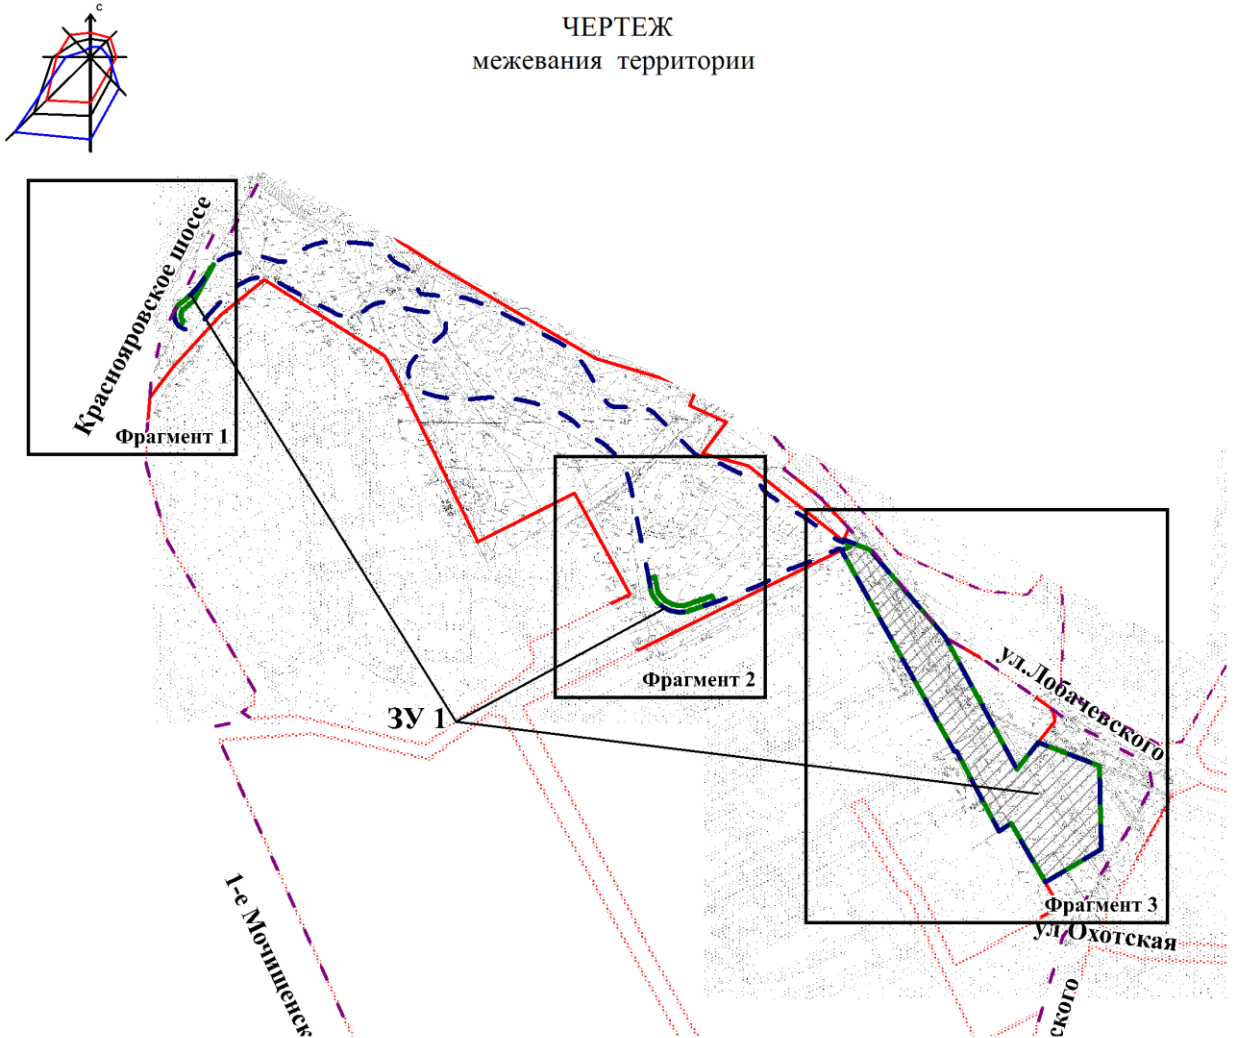 с
ЧЕРТЕЖ
межевания территории
Краснояровское шоссе
Фрагмент 1
Фрагмент 2
ул.Лобачевского
ЗУ 1
Фрагмент 3
ул.Охотская
1-е Мочищенск
ского